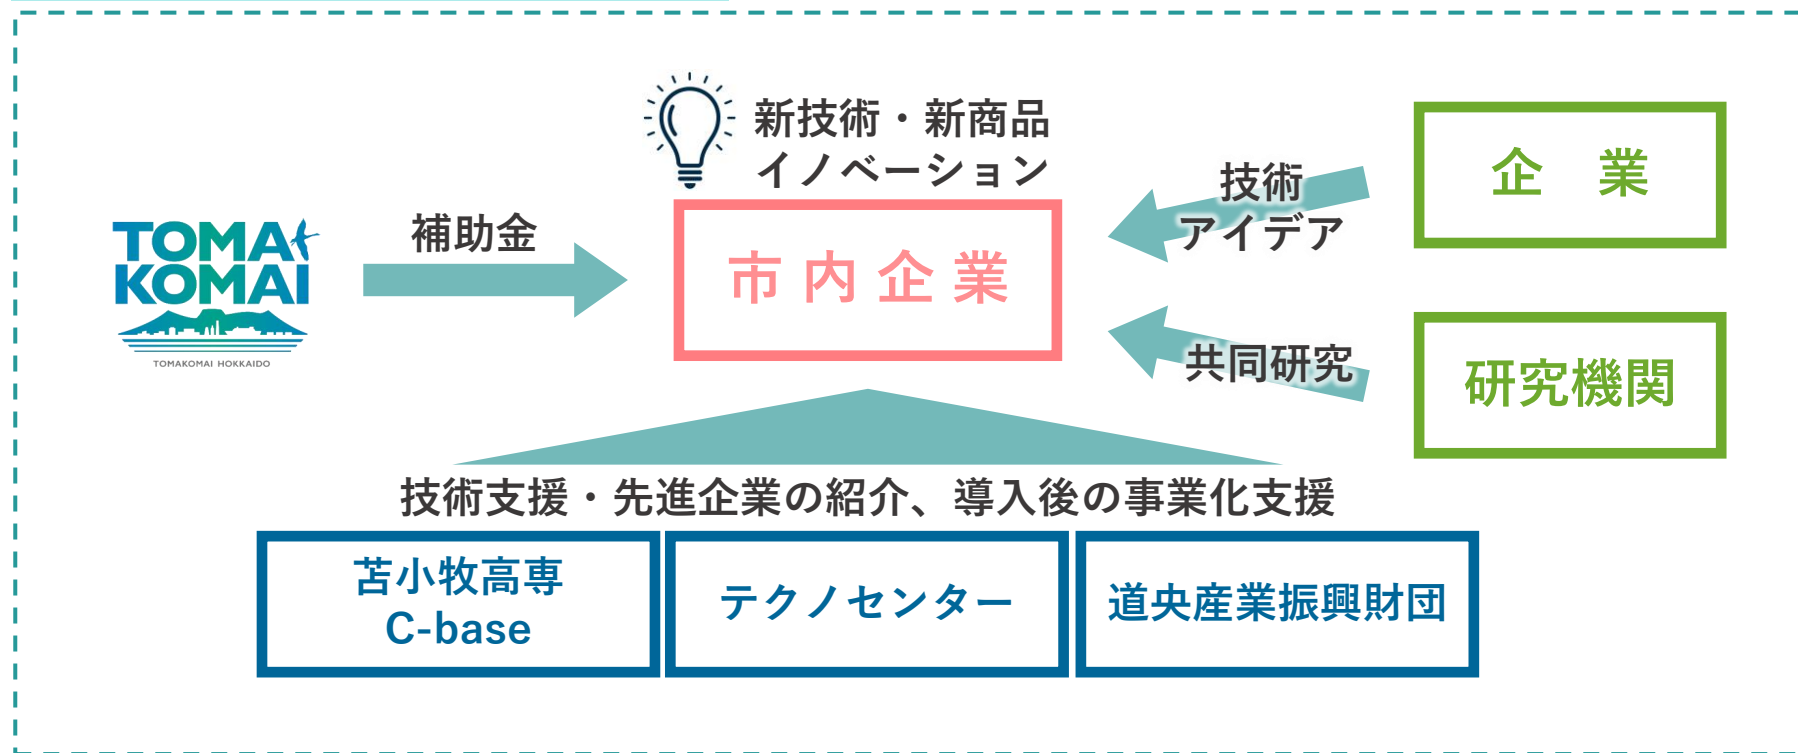 新技術・新商品
イノベーション
TOMA
KOMAI
TOMAKOMAI HOKKAIDO
補助金
市内企業
技術
アイデア
企　業
共同研究
研究機関
技術支援・先進企業の紹介、導入後の事業化支援
苫小牧高専
C-base
テクノセンター
道央産業振興財団